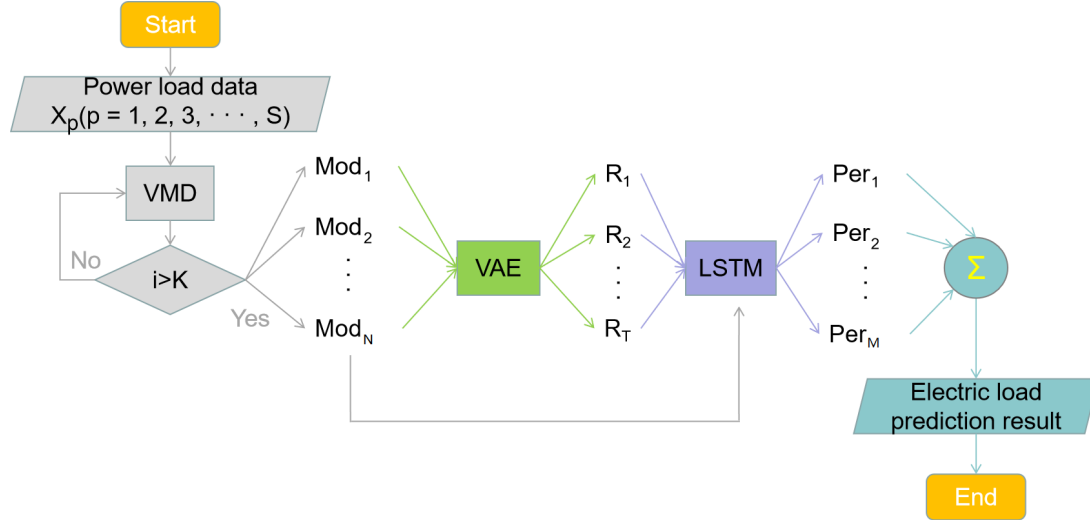 Start
Power load data
Xp(p = 1, 2, 3, · · · , S)
VMD
No
i>K
Yes
Mod1
Mod2
⋮
ModN
VAE
R1
R2
⋮
RT
LSTM
Per1
Per2
⋮
PerM
Σ
Electric load
prediction result
End